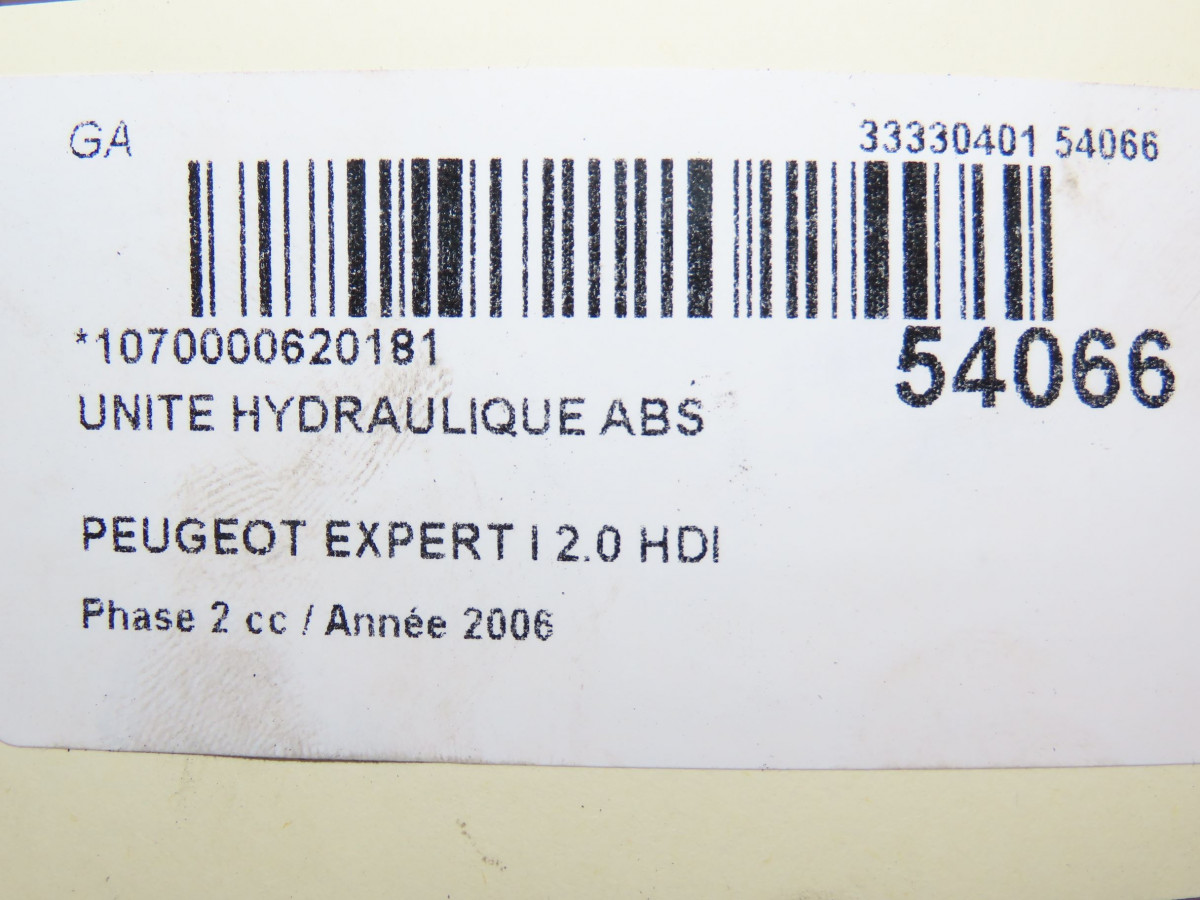 GA
33330401 54066
*1070000620181
54066
UNITE HYDRAULIQUE ABS
PEUGEOT EXPERT I 2.0 HDI
Phase 2 cc / Année 2006